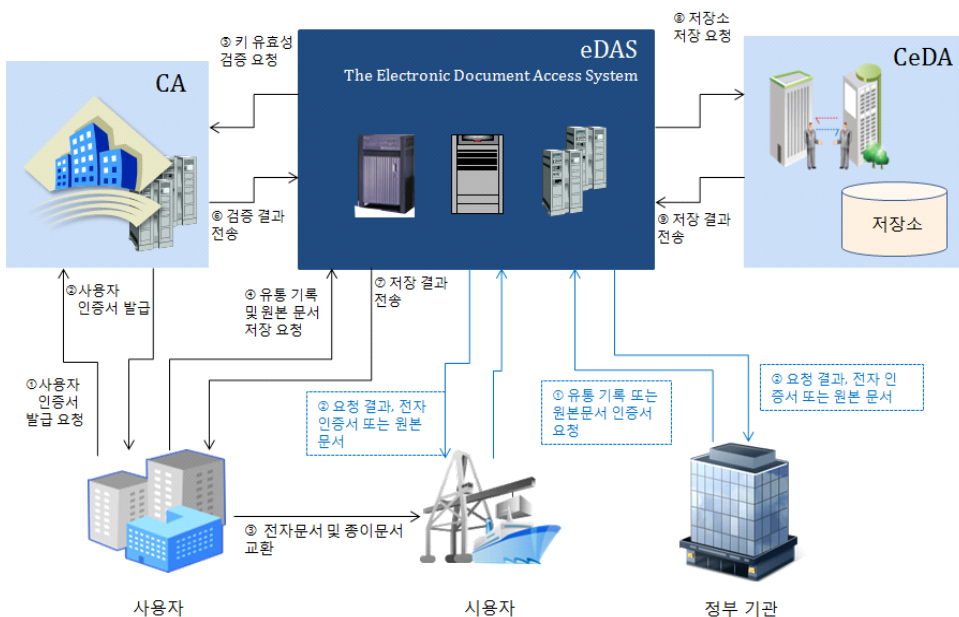 ⑤ 키 유효성
검증 요청
eDAS
The Electronic Document Access System
⑧ 저장소
저장 요청
CA
CeDA
⑥ 검증 결과
전송
⑨ 저장 결과
전송
저장소
②사용자
인증서 발급
④ 유통 기록
및 원본 문서
저장 요청
⑦ 저장 결과
전송
①사용자
인증서
발급 요청
② 요청 결과, 전자
인증서 또는 원본
문서
① 유통 기록 또는
원본문서 인증서
요청
② 요청 결과, 전자 인
증서 또는 원본 문서
③ 전자문서 및 종이문서
교환
사용자
시용자
정부 기관